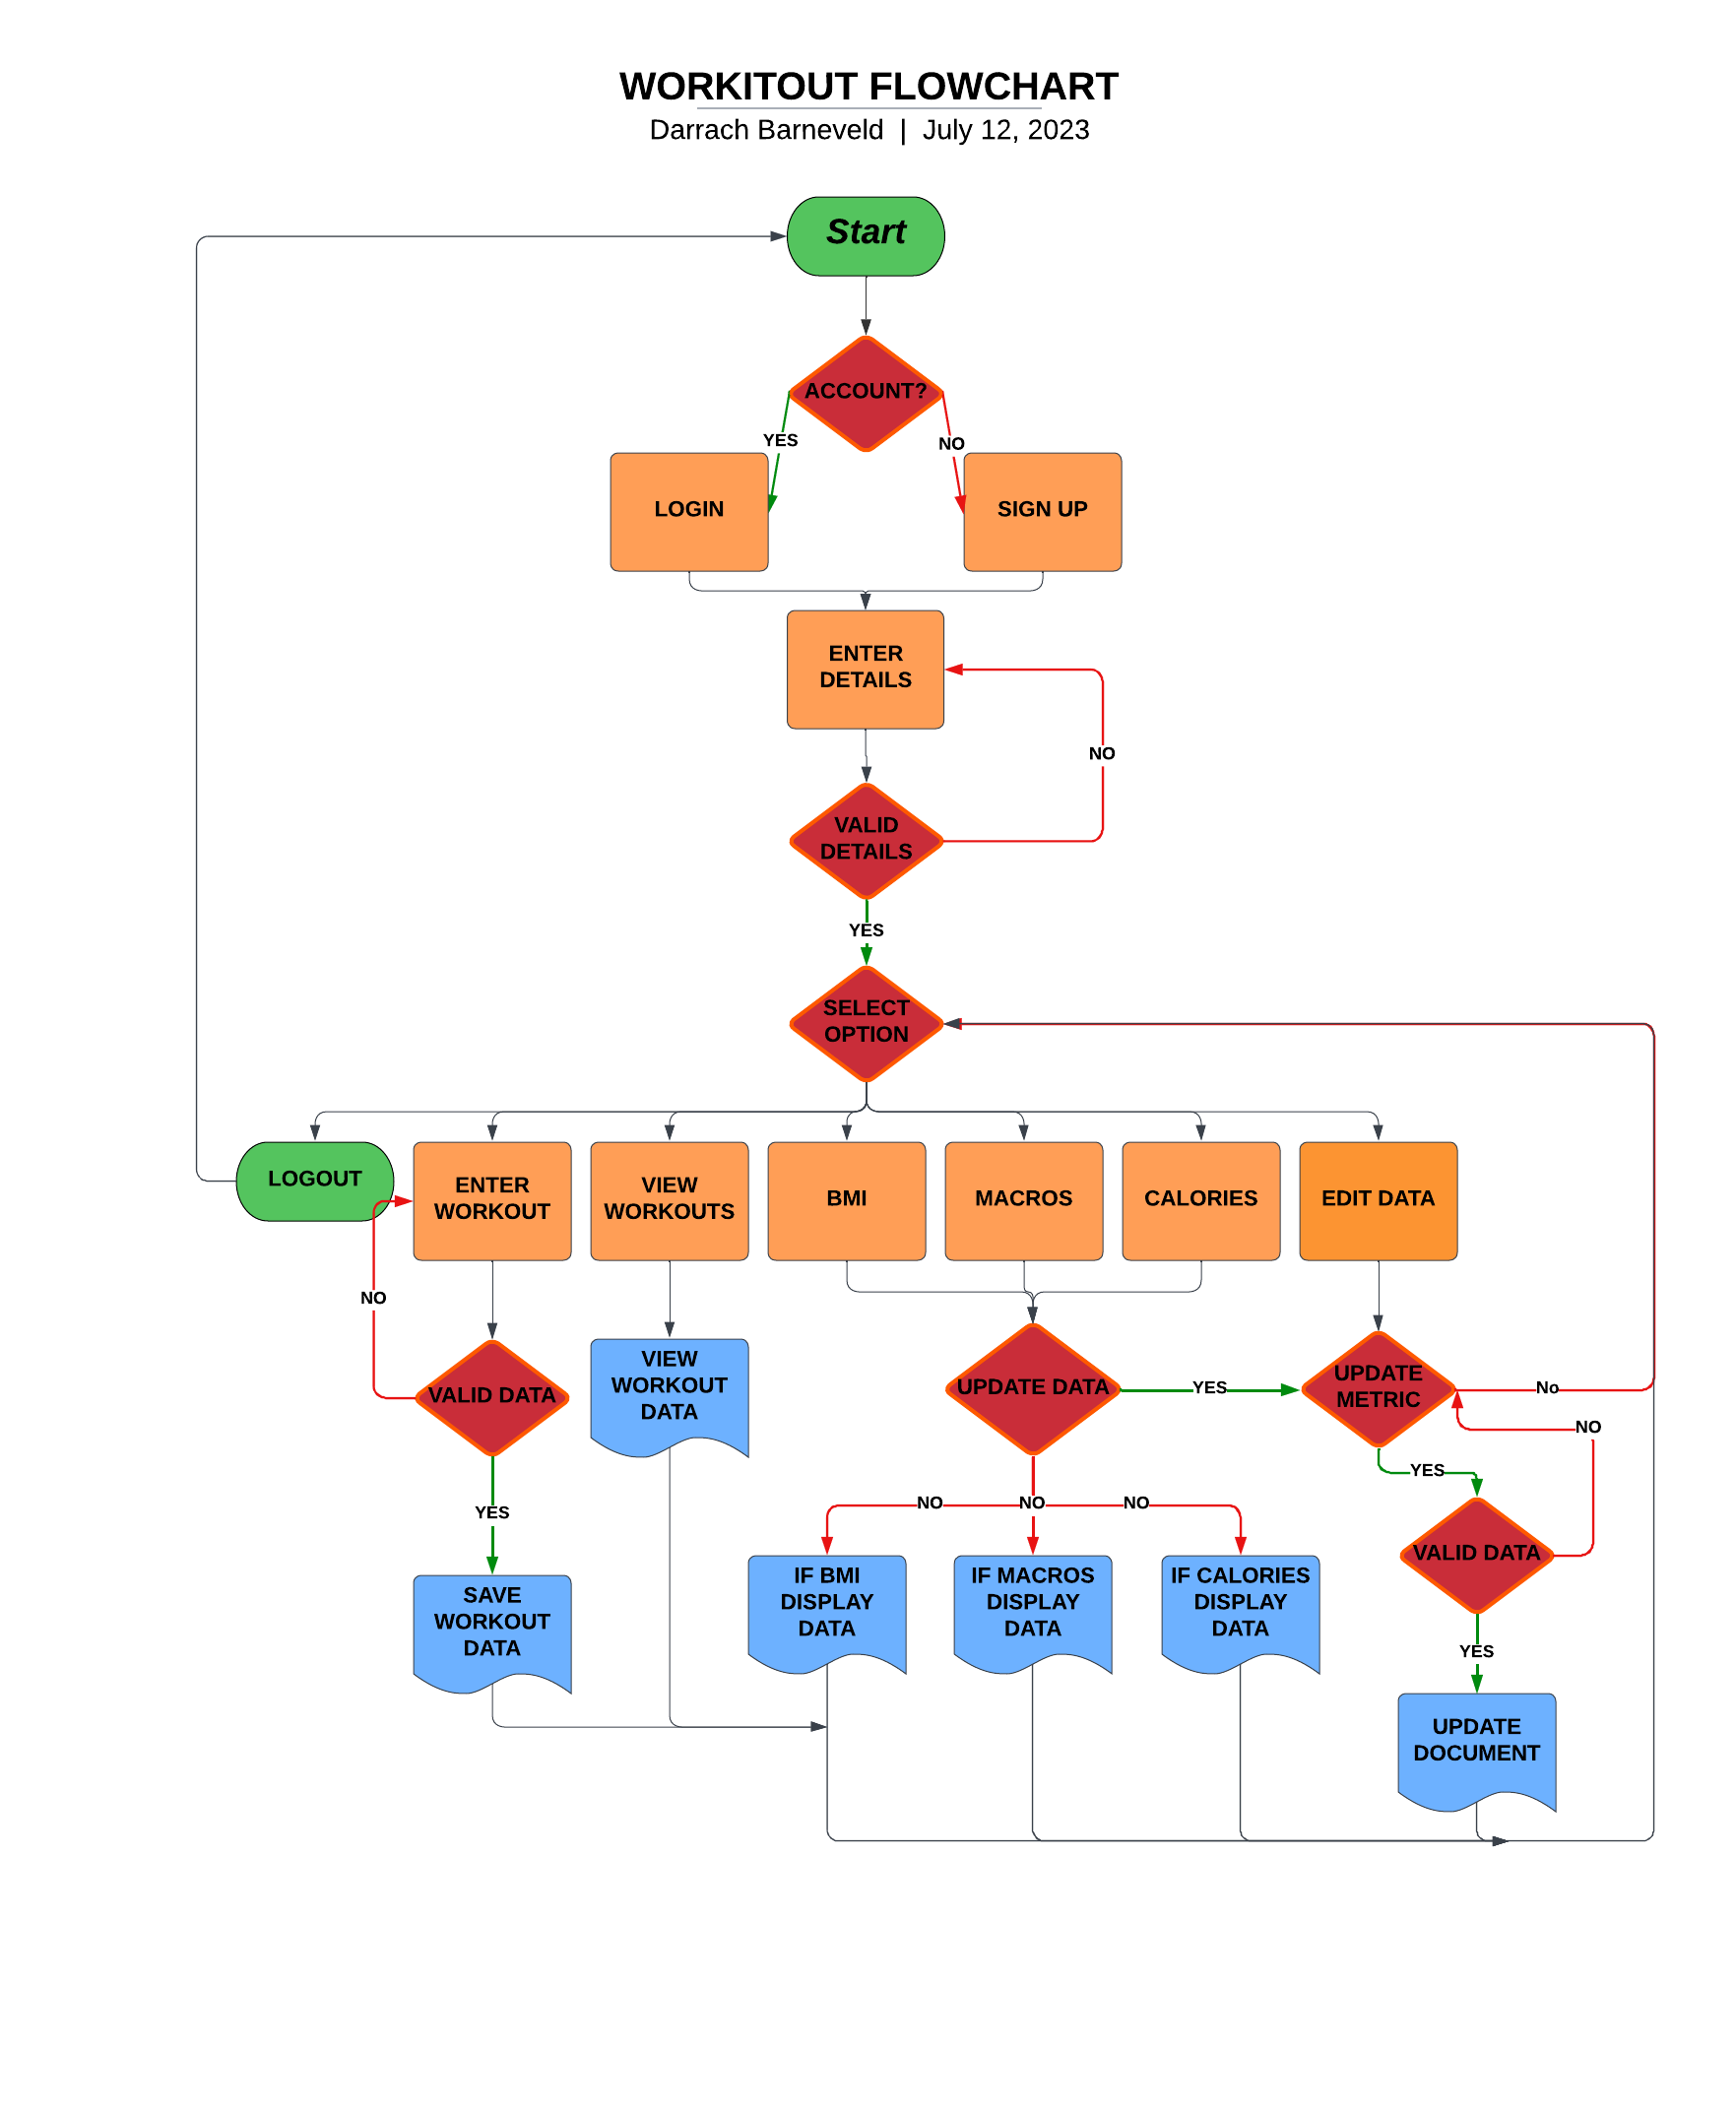 WORKITOUT FLOWCHART
Darrach Barneveld | July 12, 2023
Start
ACCOUNT?
YES
NO
LOGIN
SIGN UP
ENTER
DETAILS
NO
VALID
DETAILS
YES
SELECT
OPTION
LOGOUT
ENTER
WORKOUT
VIEW
WORKOUTS
BMI
MACROS
CALORIES
EDIT DATA
NO
VALID DATA
VIEW
WORKOUT
DATA
UPDATE DATA
YES
UPDATE
METRIC
No
NO
YES
YES
NO
NO
NO
VALID DATA
SAVE
WORKOUT
DATA
IF BMI
DISPLAY
DATA
IF MACROS
DISPLAY
DATA
IF CALORIES
DISPLAY
DATA
YES
UPDATE
DOCUMENT